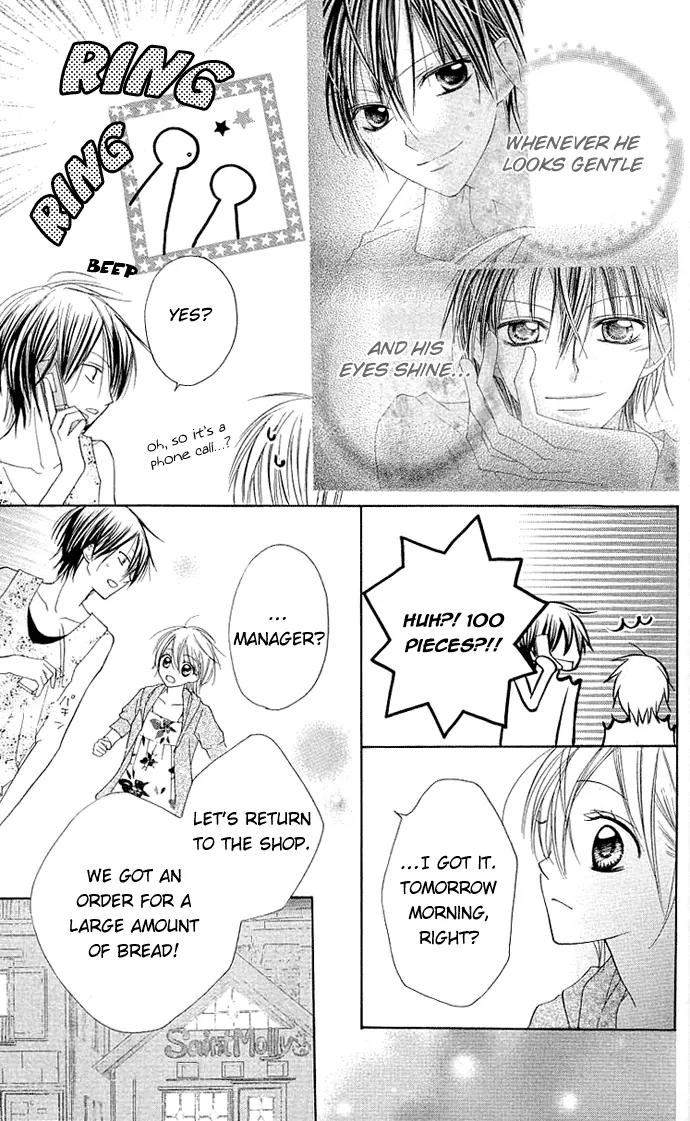 WHENEVER HE
LOOKS GENTLE
AND HIS
EYES SHINE...
RING
RING
BEEP
YES?
oh, so it's a
phone call...?
HUH?! 100
PIECES?!!
...I GOT IT.
TOMORROW
MORNING,
RIGHT?
...
MANAGER?
パキ
LET'S RETURN
TO THE SHOP.
WE GOT AN
ORDER FOR A
LARGE AMOUNT
OF BREAD!
Saint Molly